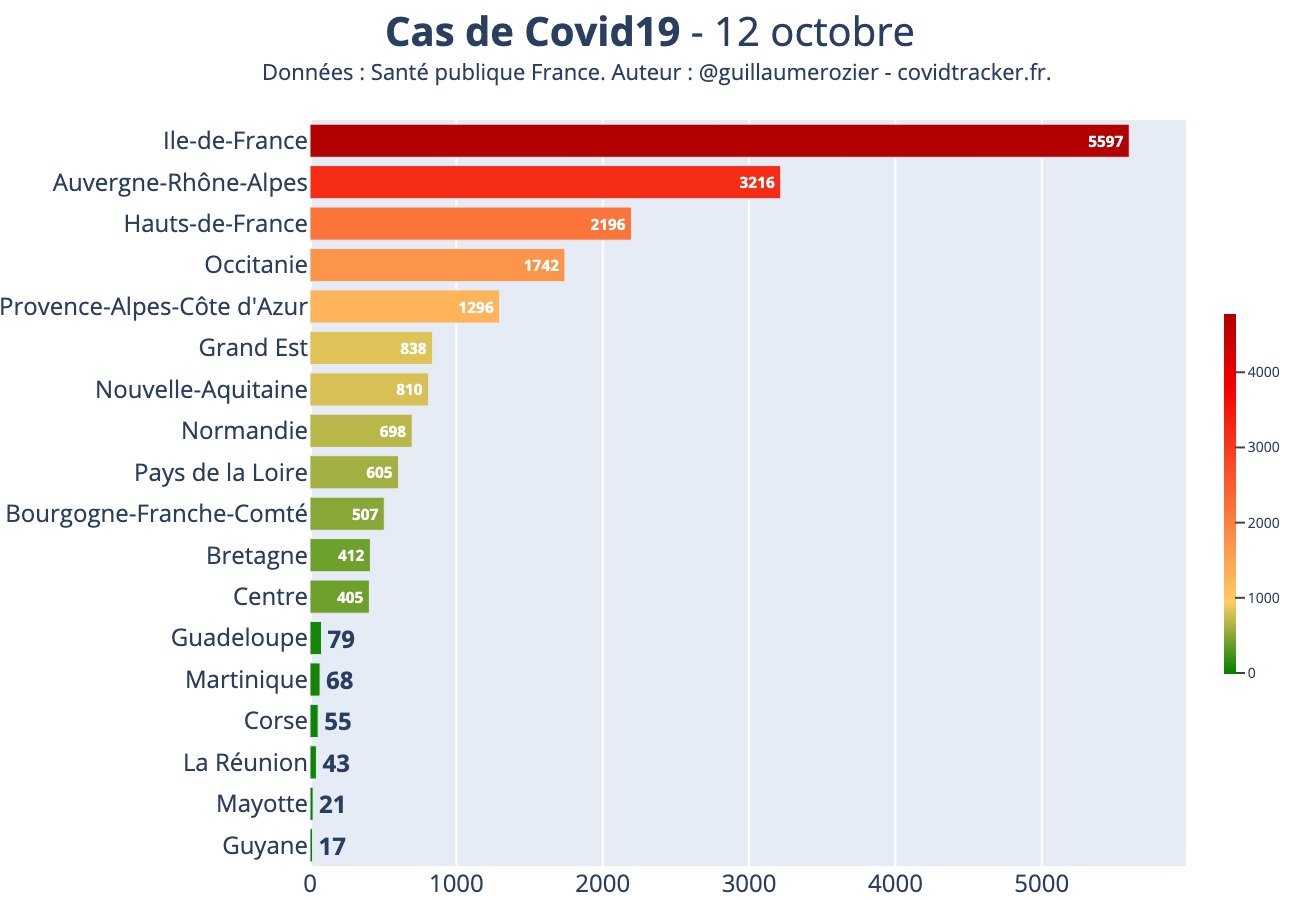 Cas de Covid19 - 12 octobre
Données : Santé publique France. Auteur : @guillaumerozier - covidtracker.fr.
Ile-de-France 5597
Auvergne-Rhône-Alpes 3216
Hauts-de-France 2196
Occitanie 1742
Provence-Alpes-Côte d'Azur 1296
Grand Est 838
Nouvelle-Aquitaine 810
Normandie 698
Pays de la Loire 605
Bourgogne-Franche-Comté 507
Bretagne 412
Centre 405
Guadeloupe 79
Martinique 68
Corse 55
La Réunion 43
Mayotte 21
Guyane 17
0 1000 2000 3000 4000 5000
4000
3000
2000
1000
0